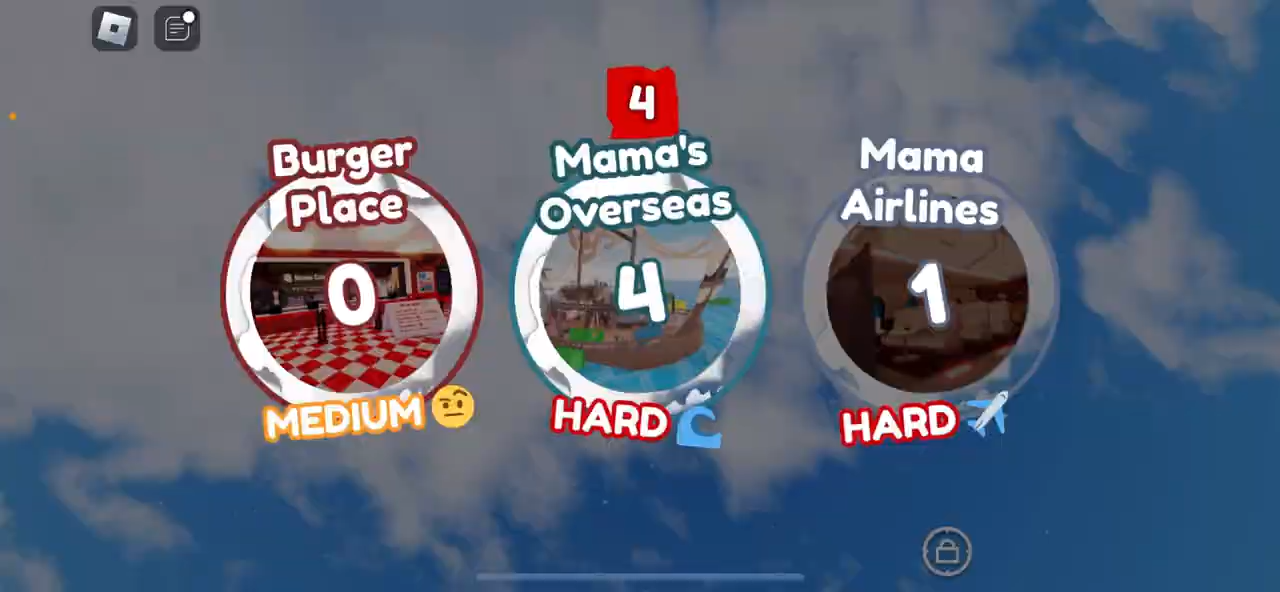 4
Burger
Place
0
MEDIUM
Mama's
Overseas
4
HARD
Mama
Airlines
1
HARD